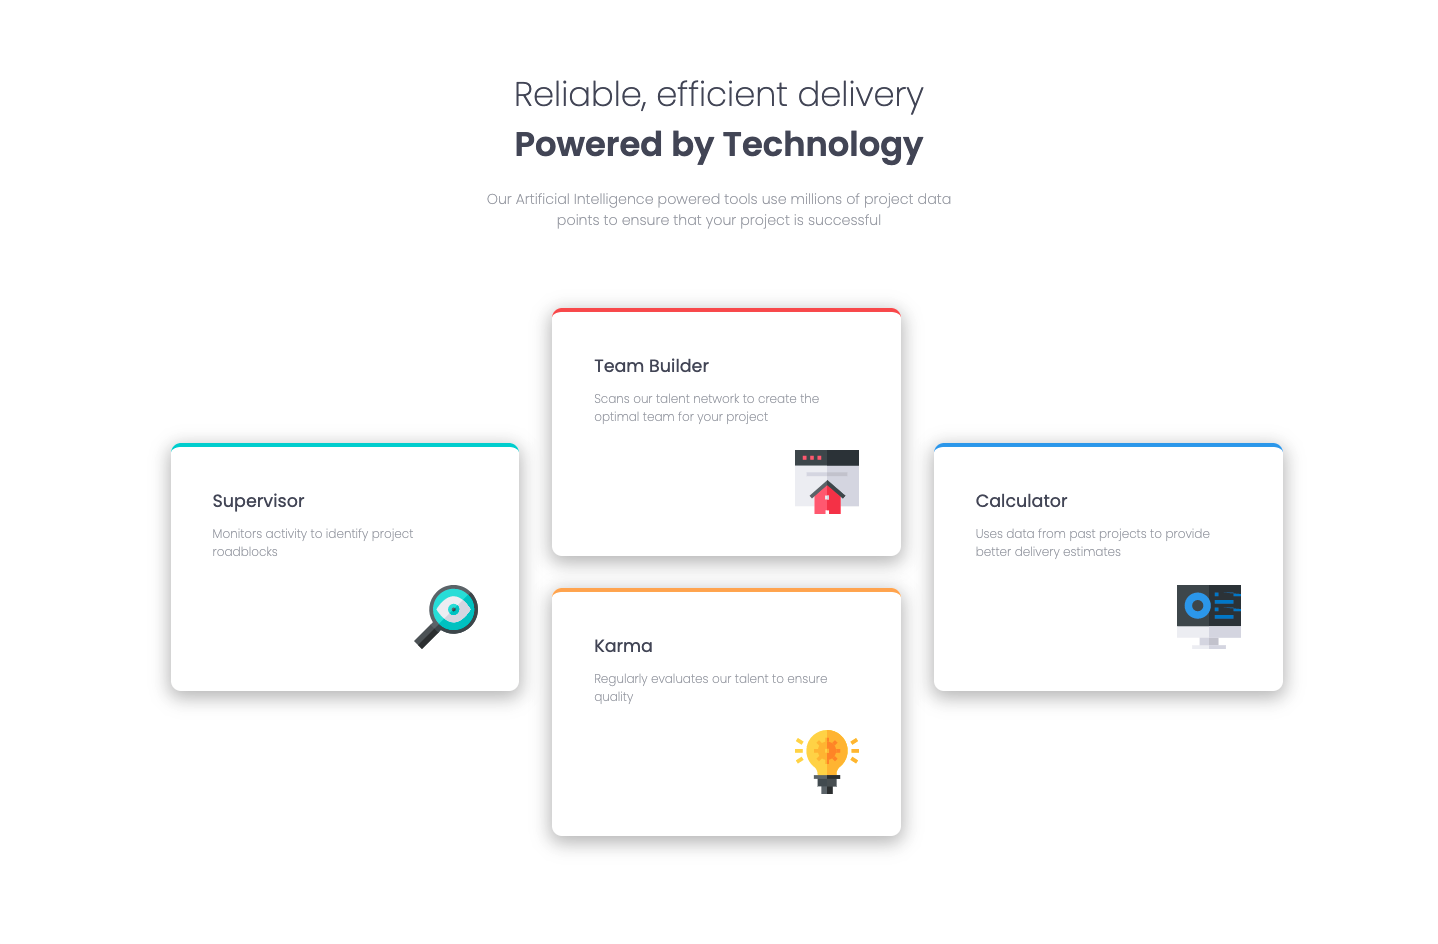 Reliable, efficient delivery
Powered by Technology
Our Artificial Intelligence powered tools use millions of project data
points to ensure that your project is successful
Supervisor
Monitors activity to identify project
roadblocks
Team Builder
Scans our talent network to create the
optimal team for your project
Karma
Regularly evaluates our talent to ensure
quality
Calculator
Uses data from past projects to provide
better delivery estimates